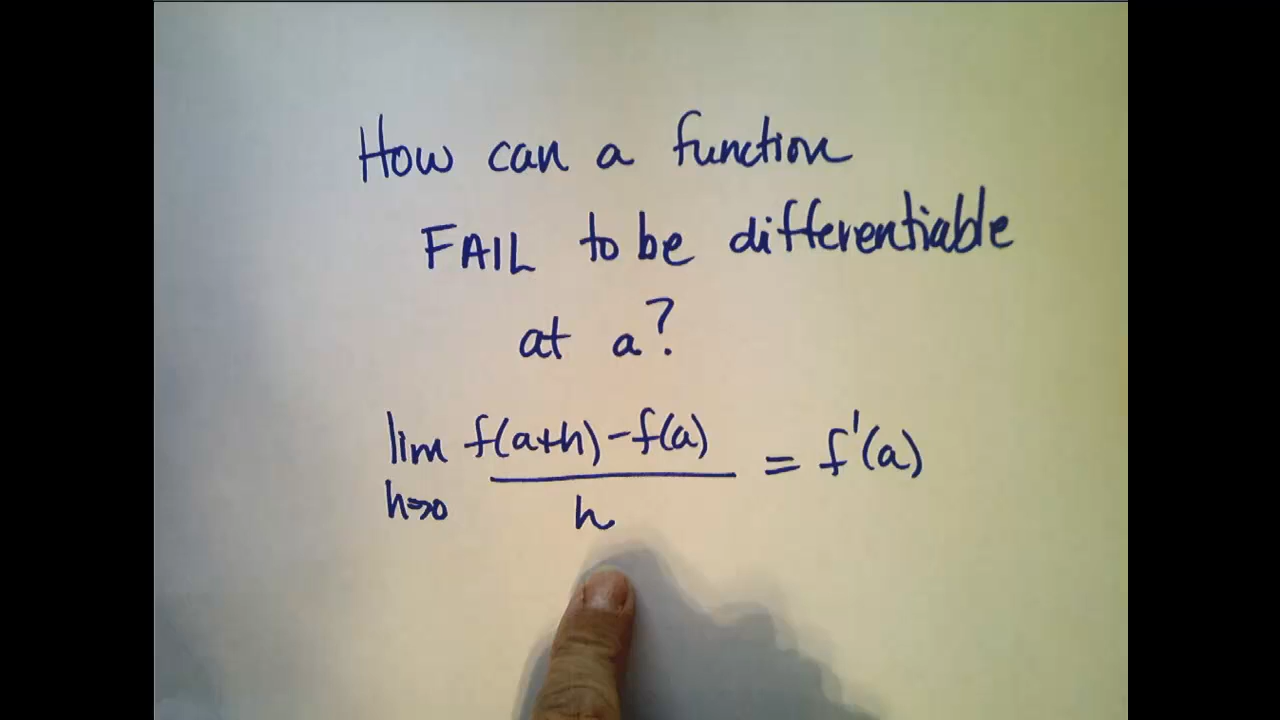 How can a function
FAIL to be differentiable
at a?
lim f(a+h)-f(a) = f'(a)
h→0 h